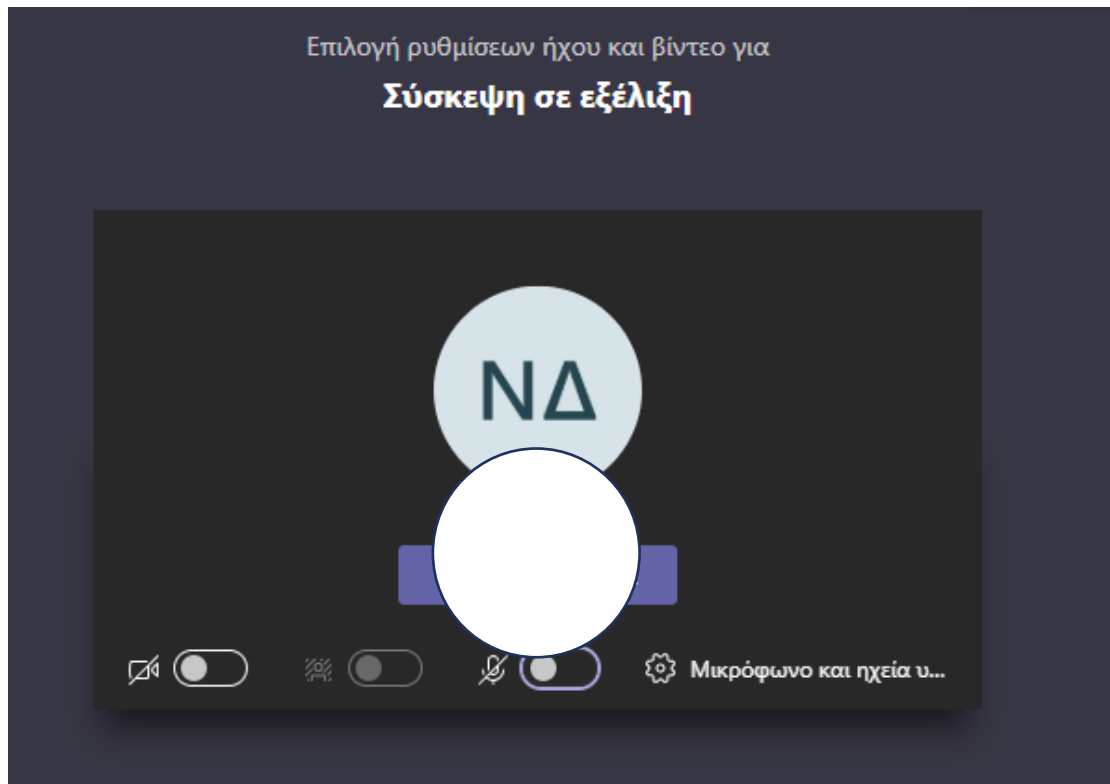 Επιλογή ρυθμίσεων ήχου και βίντεο για
Σύσκεψη σε εξέλιξη
ΝΔ
Μικρόφωνο και ηχεία υ...